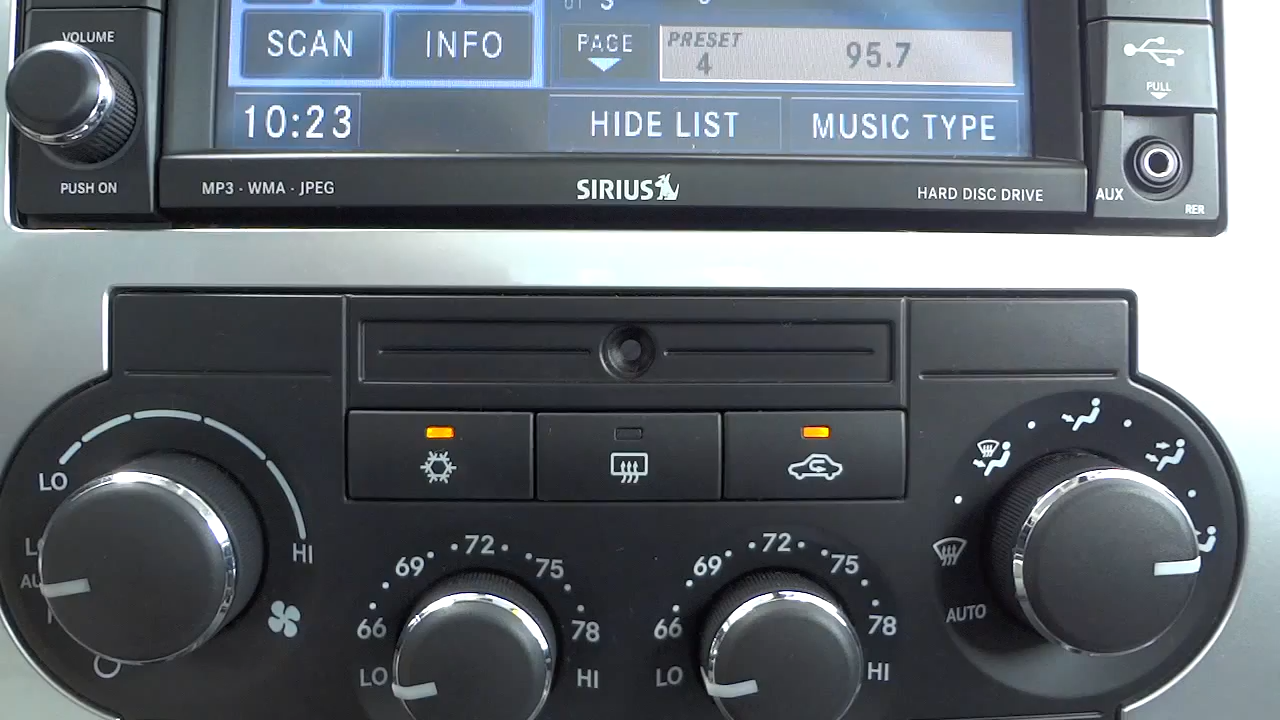 VOLUME
SCAN
INFO
PAGE
PRESET
4
95.7
10:23
HIDE LIST
MUSIC TYPE
PULL
PUSH ON
MP3 · WMA · JPEG
SIRIUS
HARD DISC DRIVE
AUX
RER
LO
HI
66
69
72
75
78
LO
HI
66
69
72
75
78
LO
HI
AUTO